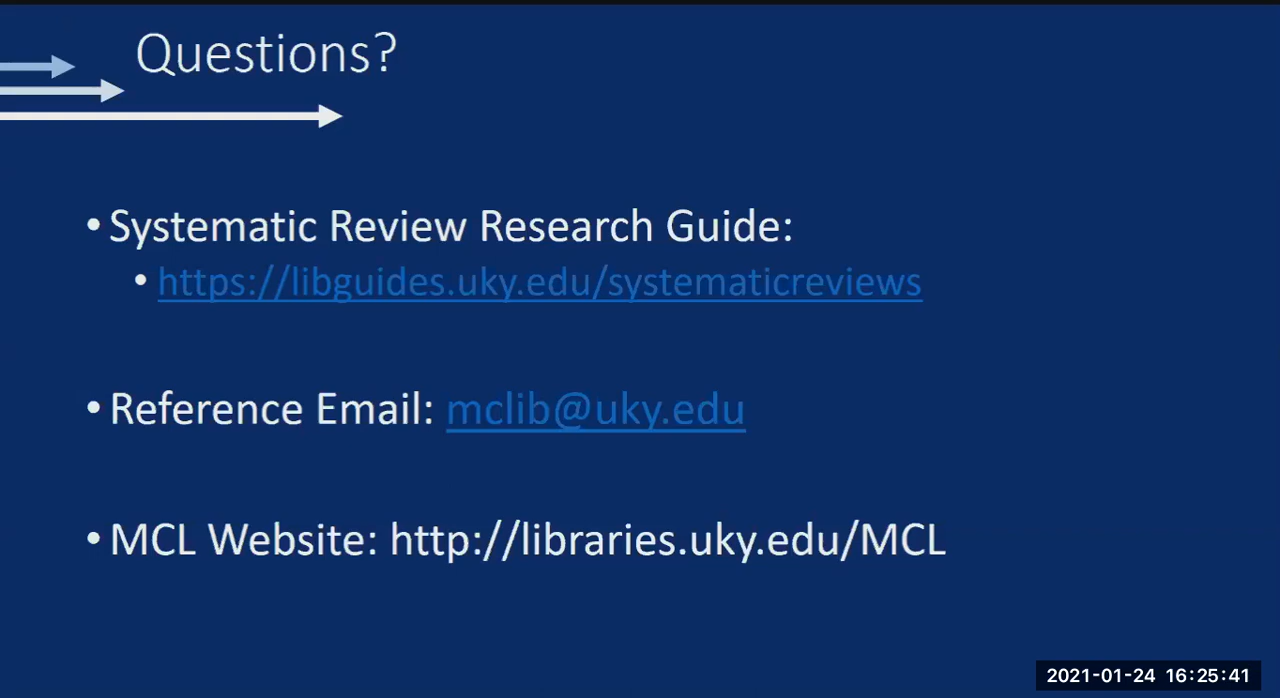 Questions?
• Systematic Review Research Guide:
• https://libguides.uky.edu/systematicreviews
• Reference Email: mclib@uky.edu
• MCL Website: http://libraries.uky.edu/MCL
2021-01-24 16:25:41